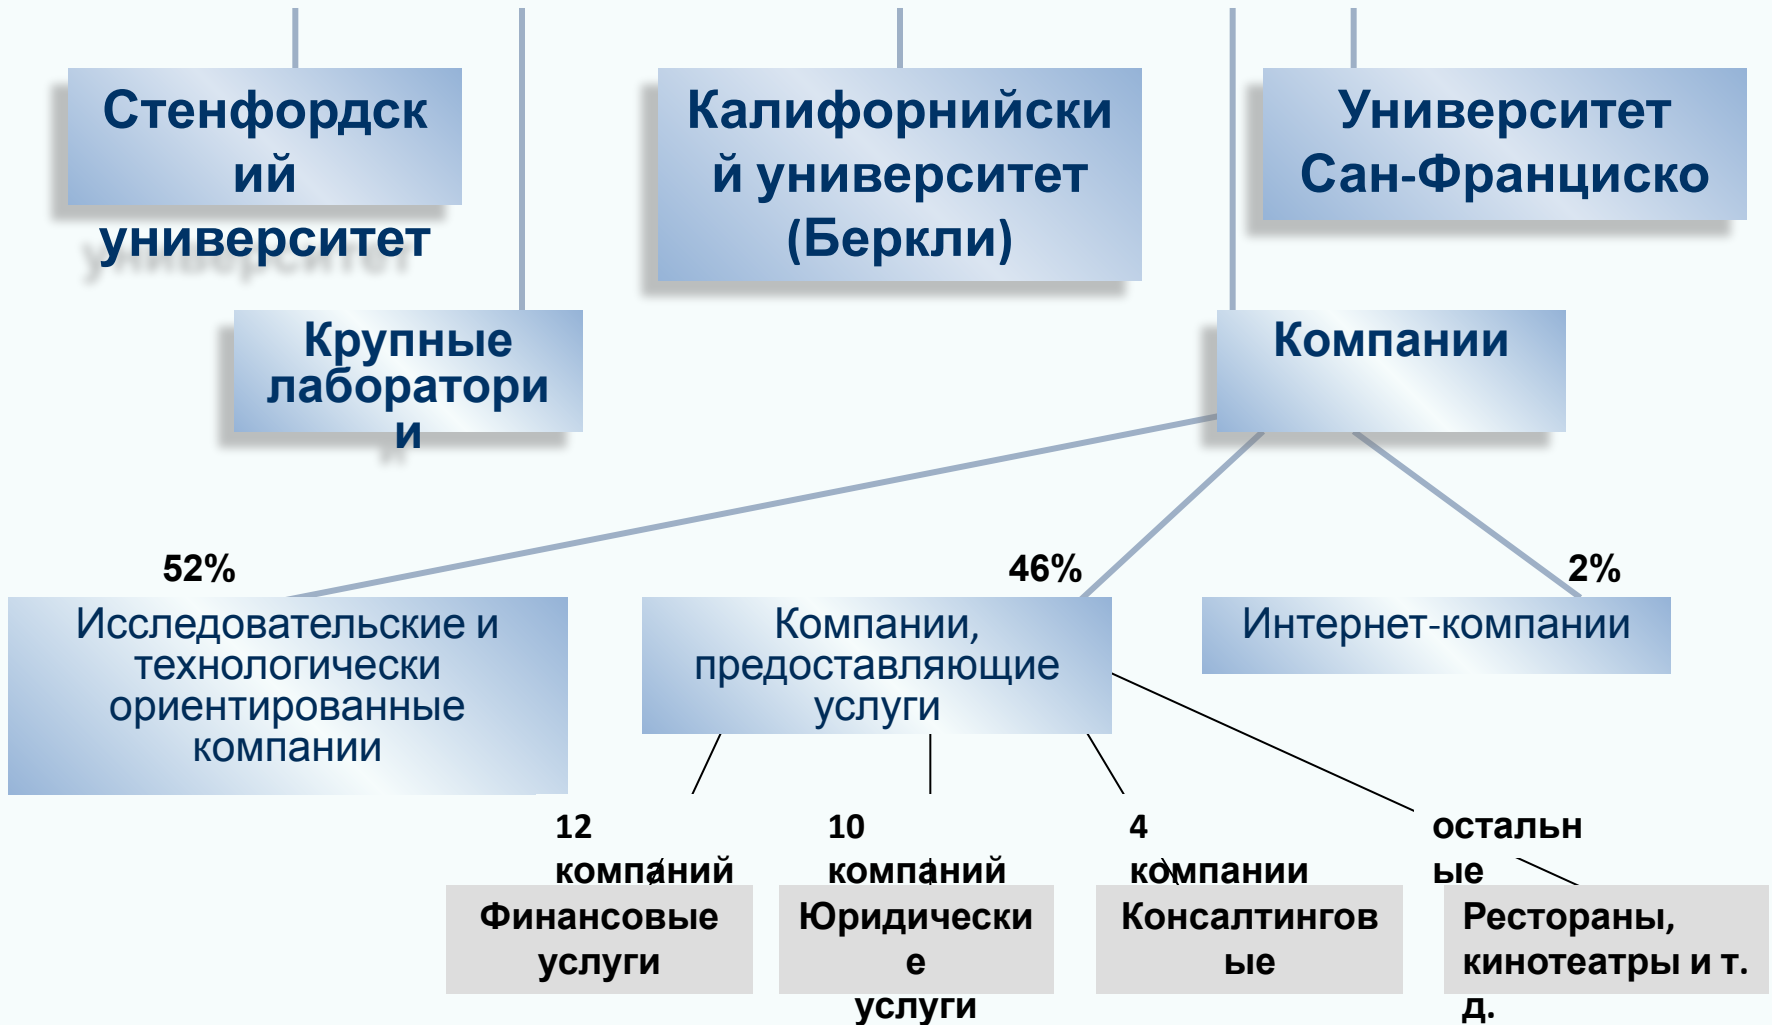 Стенфордск
ий
университет
Калифорнийски
й университет
(Беркли)
Университет
Сан-Франциско
Крупные
лаборатори
и
Компании
52%
46%
2%
Исследовательские и
технологически
ориентированные
компании
Компании,
предоставляющие
услуги
Интернет-компании
12
компаний
10
компаний
4
компании
остальн
ые
Финансовые
услуги
Юридически
е
услуги
Консалтингов
ые
Рестораны,
кинотеатры и т.
д.